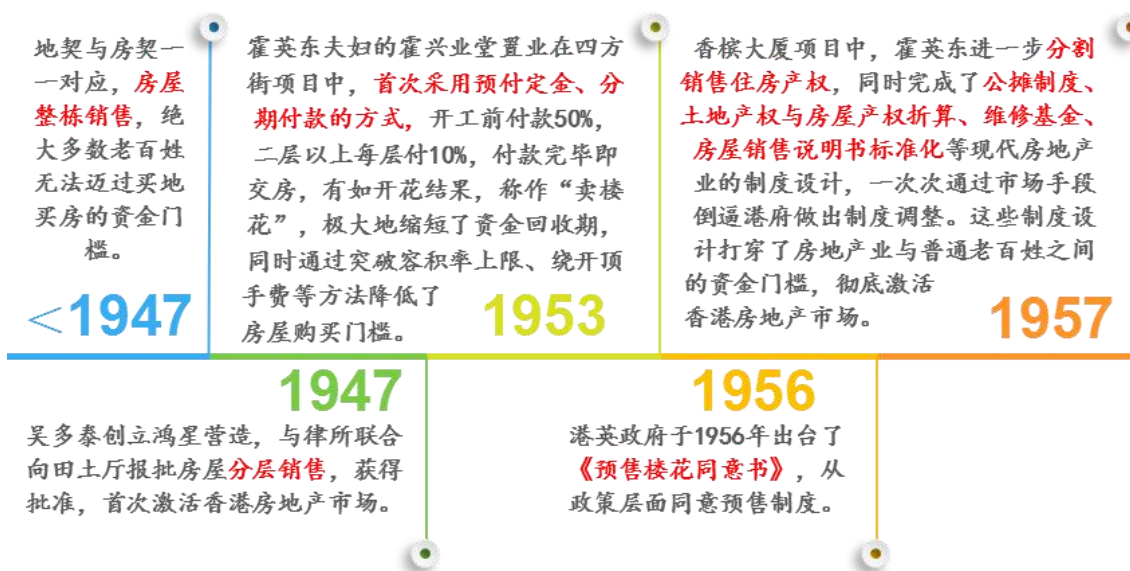 地契与房契一
一对应，房屋
整栋销售，绝
大多数老百姓
无法迈过买地
买房的资金门
槛。
<1947
霍英东夫妇的霍兴业堂置业在四方
街项目中，首次采用预付定金、分
期付款的方式，开工前付款50%，
二层以上每层付10%，付款完毕即
交房，有如开花结果，称作“卖楼
花”，极大地缩短了资金回收期，
同时通过突破容积率上限、绕开顶
手费等方法降低了
房屋购买门槛。
1953
香槟大厦项目中，霍英东进一步分割
销售住房产权，同时完成了公摊制度、
土地产权与房屋产权折算、维修基金、
房屋销售说明书标准化等现代房地产
业的制度设计，一次次通过市场手段
倒逼港府做出制度调整。这些制度设
计打穿了房地产业与普通老百姓之间
的资金门槛，彻底激活
香港房地产市场。
1957
1947
吴多泰创立鸿星营造，与律所联合
向田土厅报批房屋分层销售，获得
批准，首次激活香港房地产市场。
1956
港英政府于1956年出台了
《预售楼花同意书》，从
政策层面同意预售制度。